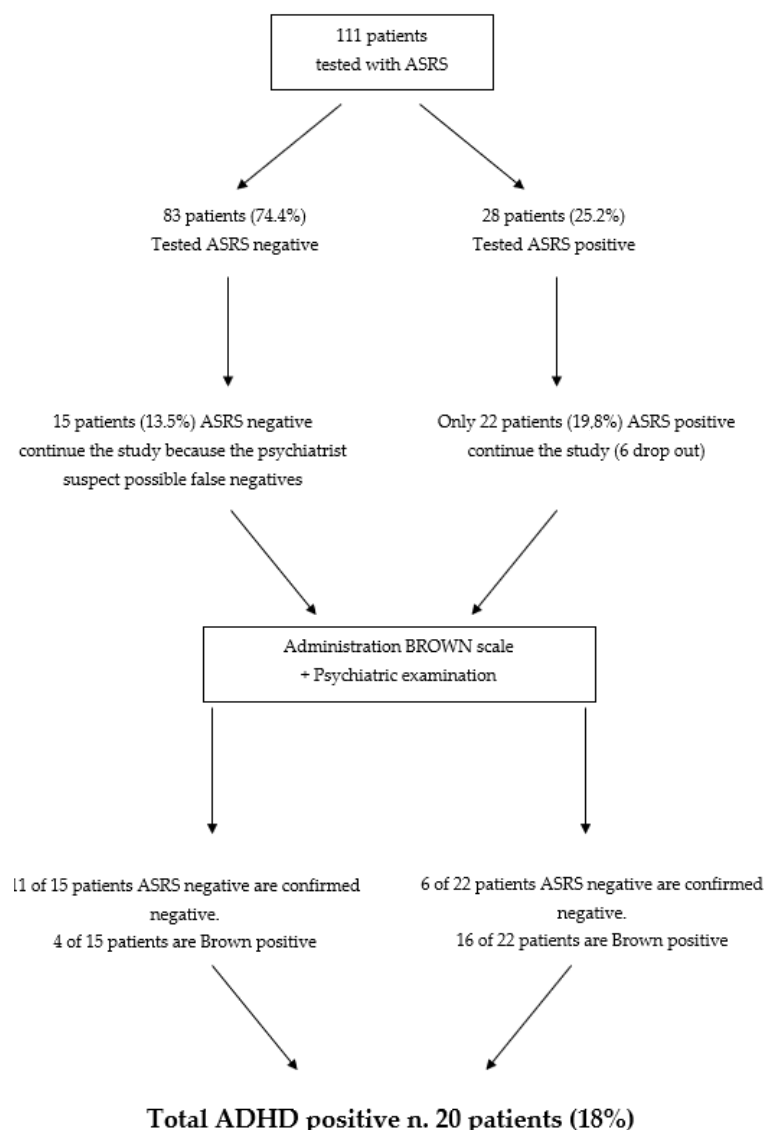 111 patients
tested with ASRS
83 patients (74.4%)
Tested ASRS negative
28 patients (25.2%)
Tested ASRS positive
15 patients (13.5%) ASRS negative
continue the study because the psychiatrist
suspect possible false negatives
Only 22 patients (19,8%) ASRS positive
continue the study (6 drop out)
Administration BROWN scale
+ Psychiatric examination
11 of 15 patients ASRS negative are confirmed
negative.
4 of 15 patients are Brown positive
6 of 22 patients ASRS negative are confirmed
negative.
16 of 22 patients are Brown positive
Total ADHD positive n. 20 patients (18%)